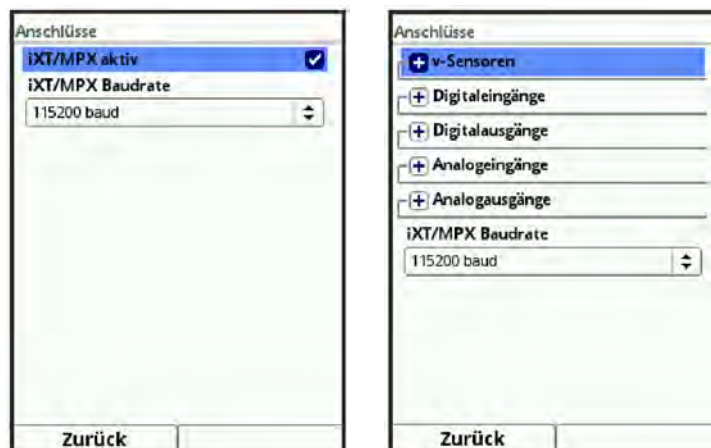 Anschlüsse
iXT/MPX aktiv
iXT/MPX Baudrate
115200 baud
Zurück
Anschlüsse
v-Sensoren
Digitaleingänge
Digitalausgänge
Analogeingänge
Analogausgänge
iXT/MPX Baudrate
115200 baud
Zurück